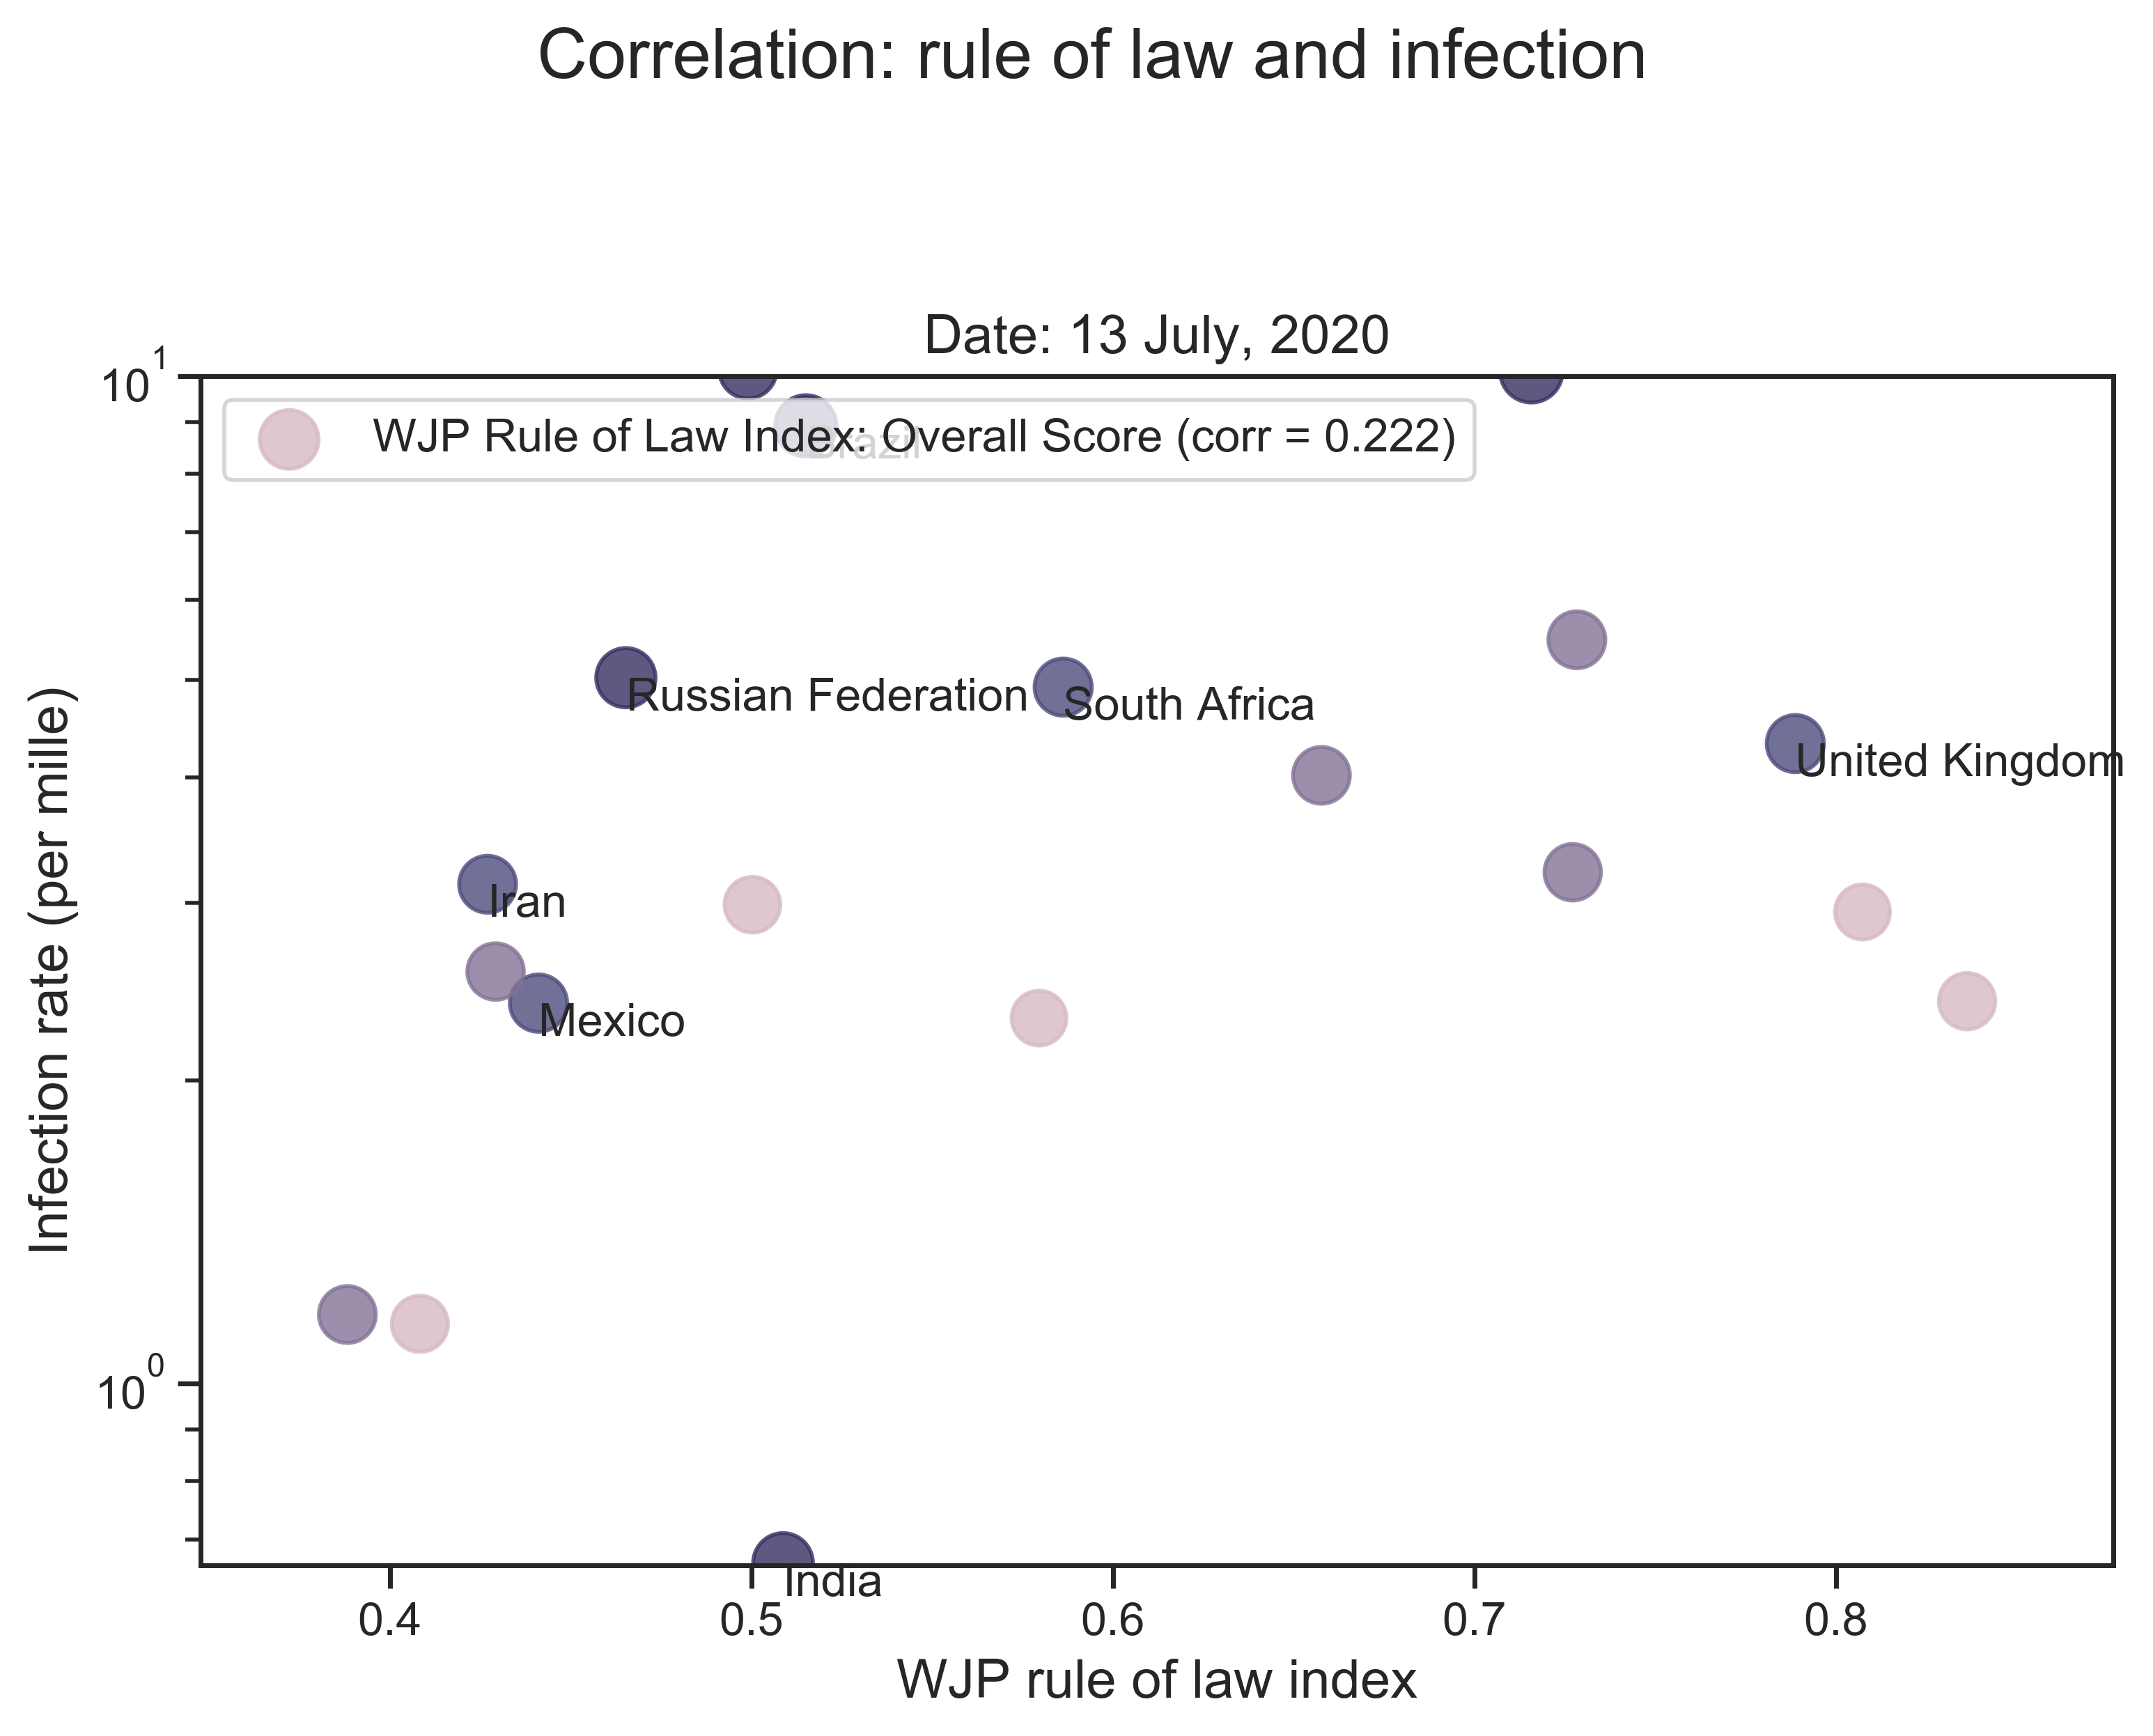 Correlation: rule of law and infection
Date: 13 July, 2020
10^1
WJP Rule of Law Index: Overall Score (corr = 0.222)
Brazil
Russian Federation
South Africa
United Kingdom
Iran
Mexico
10^0
India
Infection rate (per mille)
0.4 0.5 0.6 0.7 0.8
WJP rule of law index